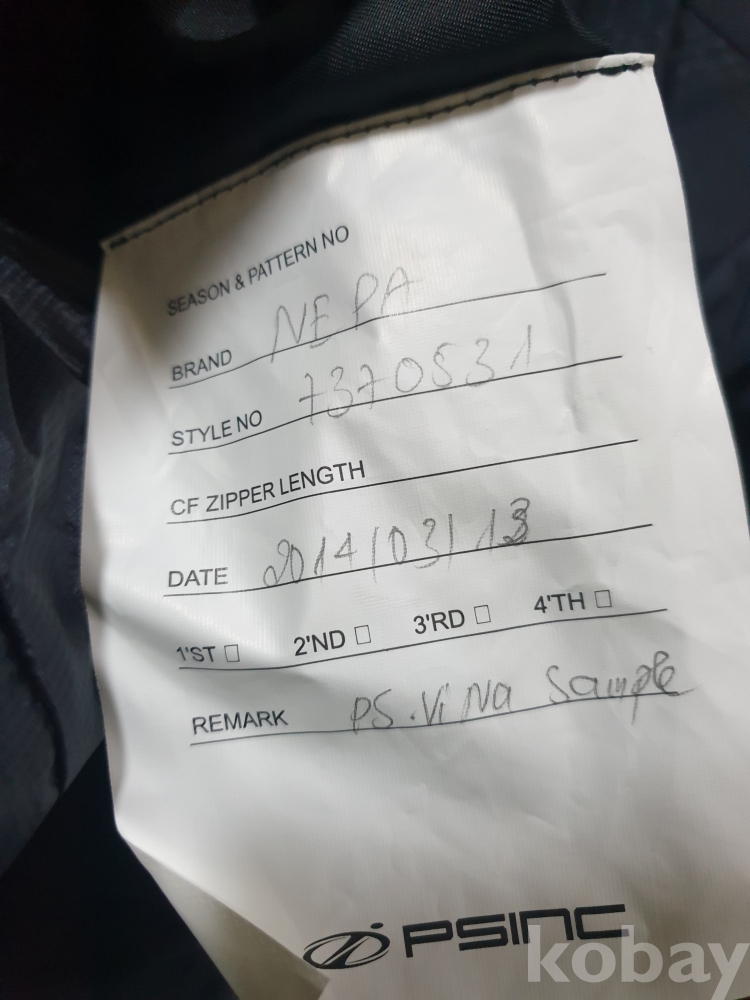 SEASON & PATTERN NO
BRAND NEPA
STYLE NO 7370531
CF ZIPPER LENGTH
DATE 2014/03/13
1'ST □ 2'ND □ 3'RD □ 4'TH □
REMARK PS.ViNa Sample
PSINC
kobay